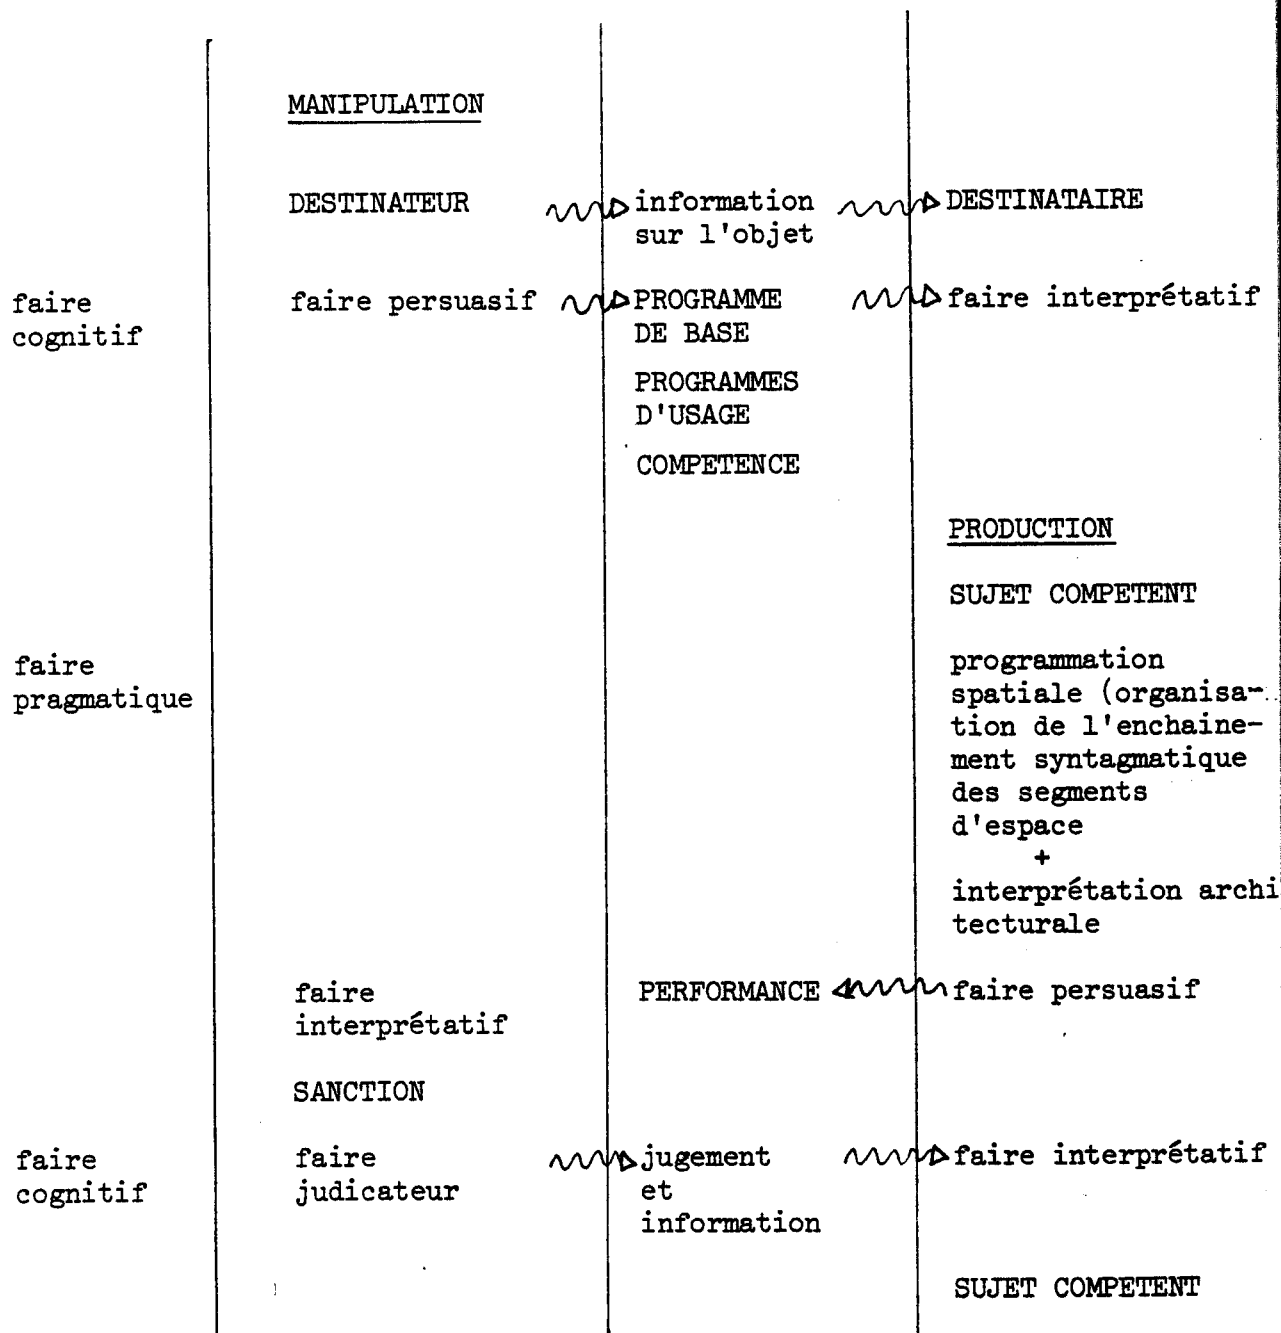 MANIPULATION
DESTINATEUR
information
sur l'objet
DESTINATAIRE
faire
cognitif
faire persuasif
PROGRAMME
DE BASE
PROGRAMMES
D'USAGE
COMPETENCE
faire interprétatif
PRODUCTION
SUJET COMPETENT
faire
pragmatique
programmation
spatiale (organisa-
tion de l'enchaine-
ment syntagmatique
des segments
d'espace
+
interprétation archi
tecturale
faire
interprétatif
PERFORMANCE
faire persuasif
SANCTION
faire
cognitif
faire
judicateur
jugement
et
information
faire interprétatif
SUJET COMPETENT